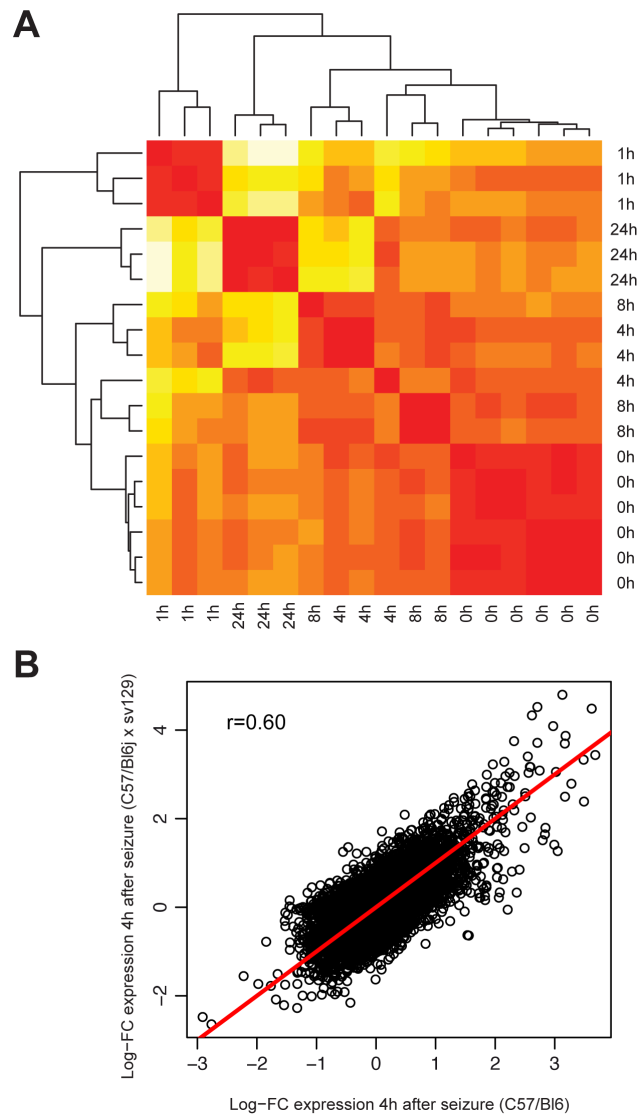 A
1h
1h
1h
24h
24h
24h
8h
4h
4h
4h
8h
8h
0h
0h
0h
0h
0h
0h
1h 1h 1h 24h 24h 24h 8h 4h 4h 4h 8h 8h 0h 0h 0h 0h 0h 0h
B
r=0.60
Log−FC expression 4h after seizure (C57/Bl6j x sv129)
4
2
0
−2
−3 −2 −1 0 1 2 3
Log−FC expression 4h after seizure (C57/Bl6)